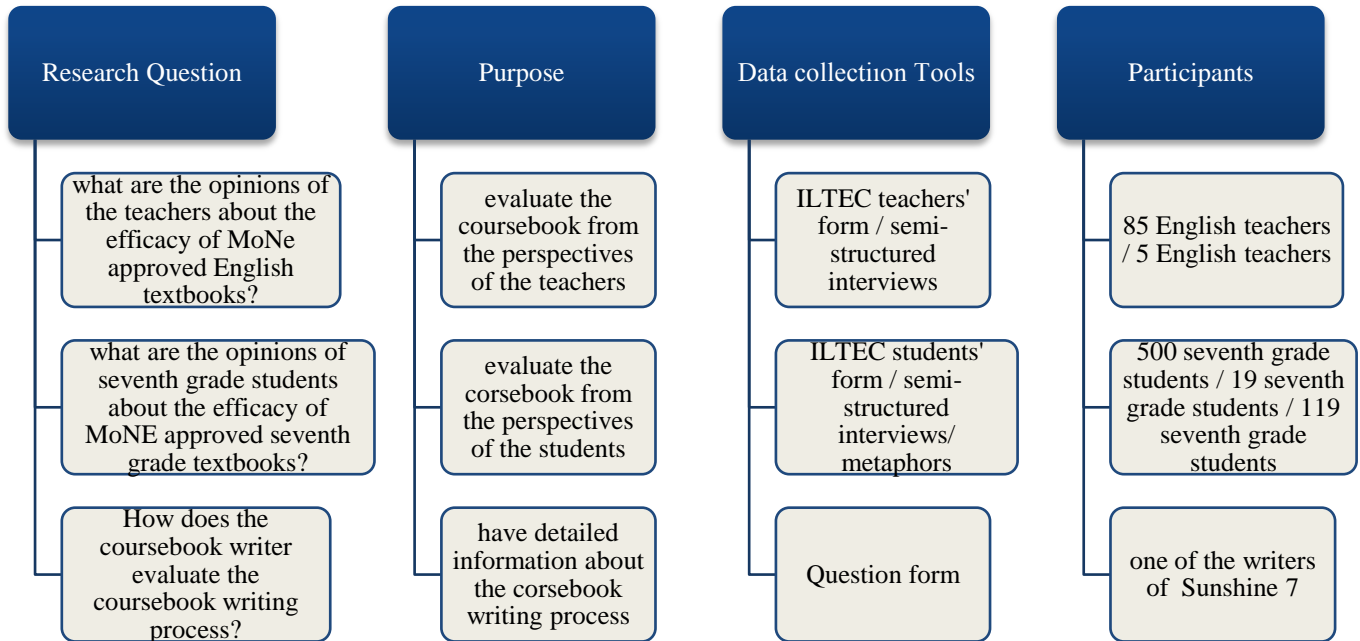 Research Question
what are the opinions of
the teachers about the
efficacy of MoNe
approved English
textbooks?
what are the opinions of
seventh grade students
about the efficacy of
MoNE approved seventh
grade textbooks?
How does the
coursebook writer
evaluate the
coursebook writing
process?
Purpose
evaluate the
coursebook from
the perspectives
of the teachers
evaluate the
corsebook from
the perspectives
of the students
have detailed
information about
the corsebook
writing process
Data collection Tools
ILTEC teachers'
form / semi-
structured
interviews
ILTEC students'
form / semi-
structured
interviews/
metaphors
Question form
Participants
85 English teachers
/ 5 English teachers
500 seventh grade
students / 19 seventh
grade students / 119
seventh grade
students
one of the writers
of Sunshine 7